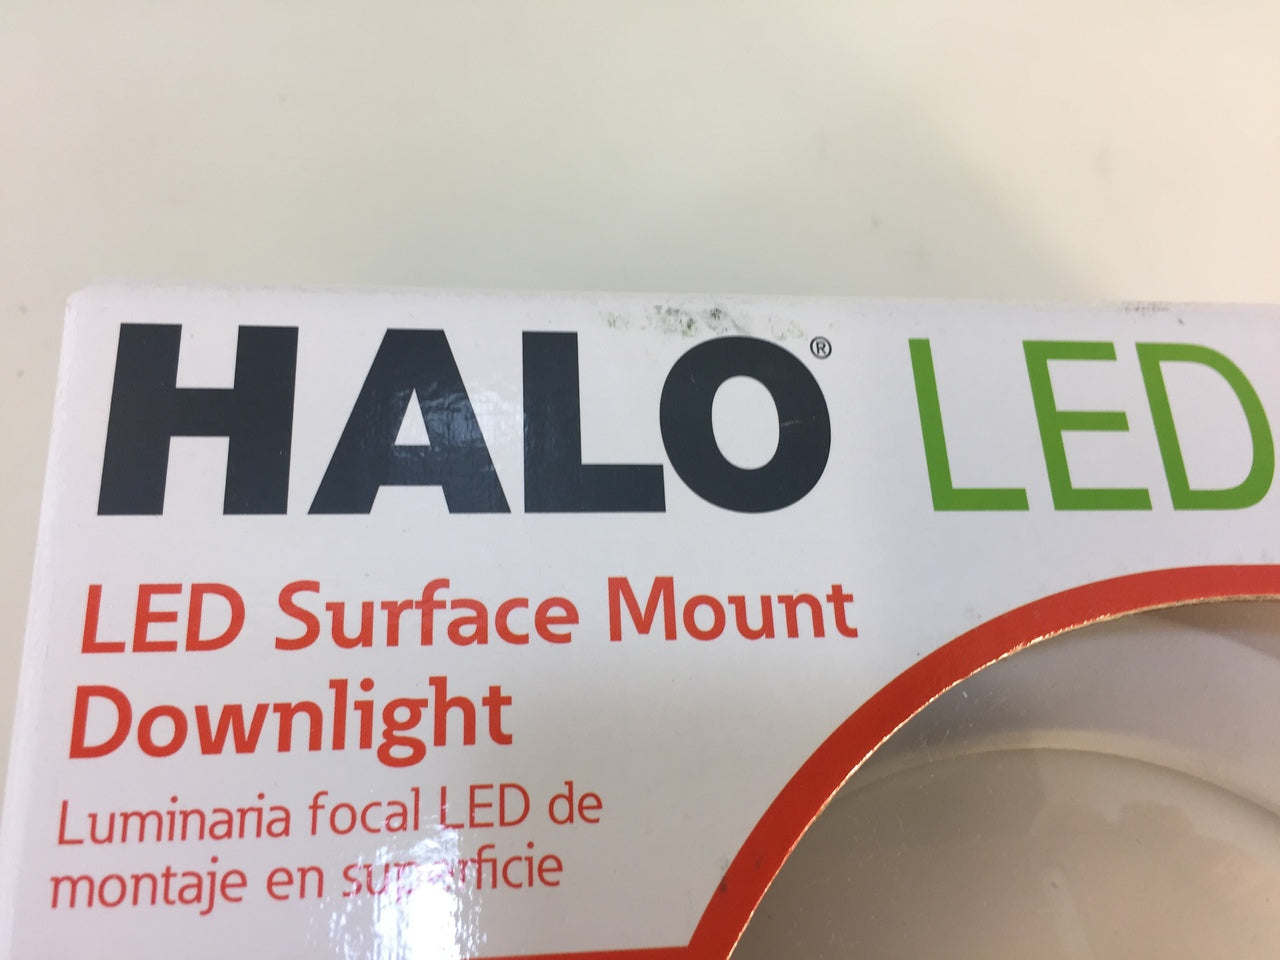 HALO® LED
LED Surface Mount
Downlight
Luminaria focal LED de
montaje en superficie